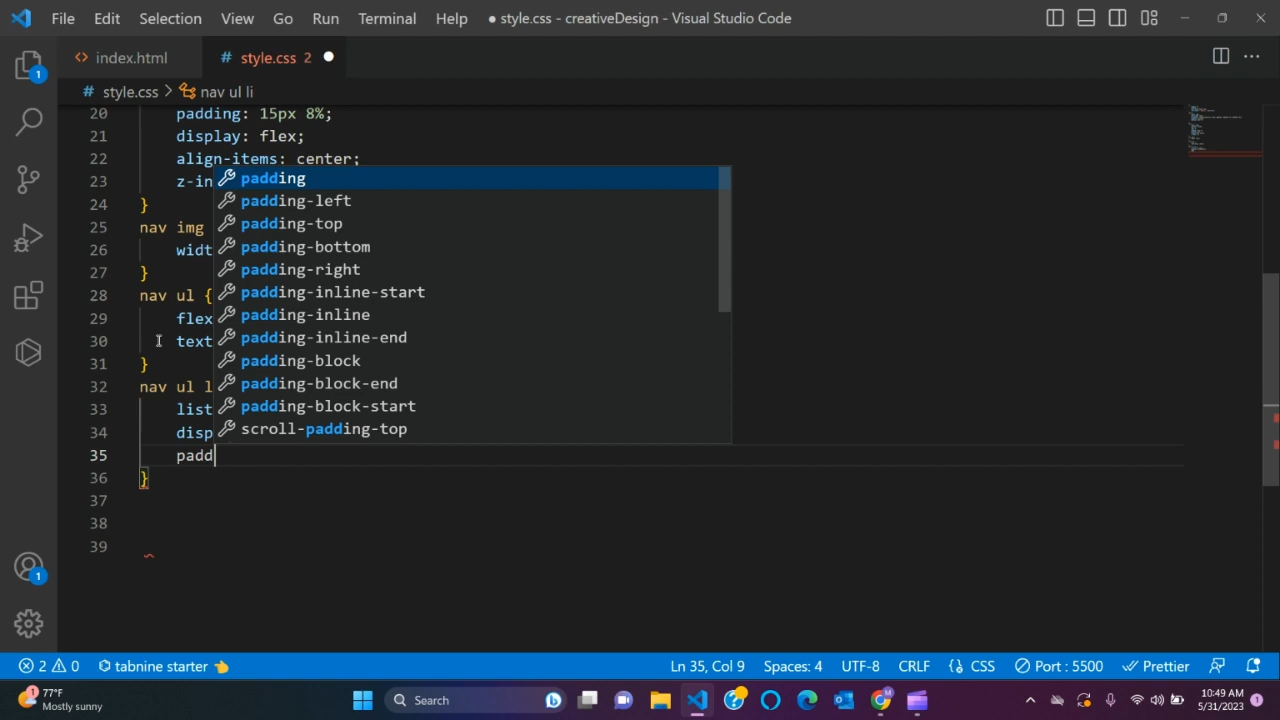 File Edit Selection View Go Run Terminal Help ● style.css - creativeDesign - Visual Studio Code
index.html # style.css 2
# style.css > nav ul li
20 padding: 15px 8%;
21 display: flex;
22 align-items: center;
23 z-in
24 }
25 nav img
26 widt
27 }
28 nav ul {
29 flex
30 text
31 }
32 nav ul l
33 list
34 disp
35 padd
36 }
37
38
39
padding
padding-left
padding-top
padding-bottom
padding-right
padding-inline-start
padding-inline
padding-inline-end
padding-block
padding-block-end
padding-block-start
scroll-padding-top
1
1
2 0 tabnine starter Ln 35, Col 9 Spaces: 4 UTF-8 CRLF CSS Port : 5500 Prettier
1 77°F
Mostly sunny
Search
10:49 AM
5/31/2023
1